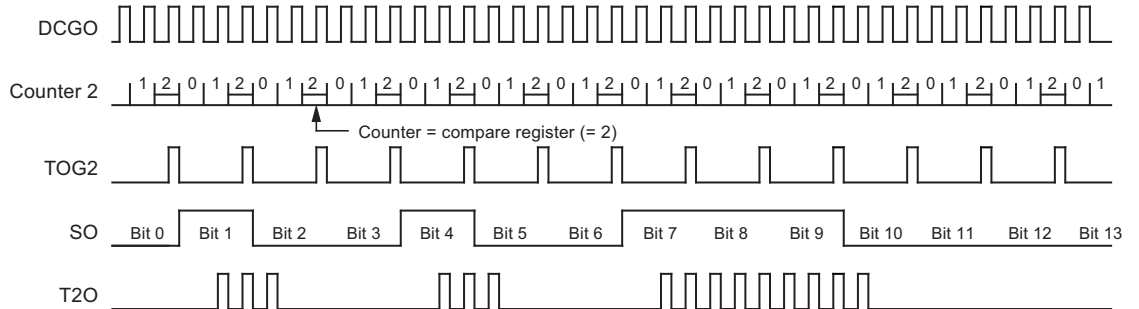 DCGO
Counter 2 1 2 0 1 2 0 1 2 0 1 2 0 1 2 0 1 2 0 1 2 0 1 2 0 1 2 0 1 2 0 1 2 0 1 2 0 1 2 0 1
Counter = compare register (= 2)
TOG2
SO Bit 0 Bit 1 Bit 2 Bit 3 Bit 4 Bit 5 Bit 6 Bit 7 Bit 8 Bit 9 Bit 10 Bit 11 Bit 12 Bit 13
T2O